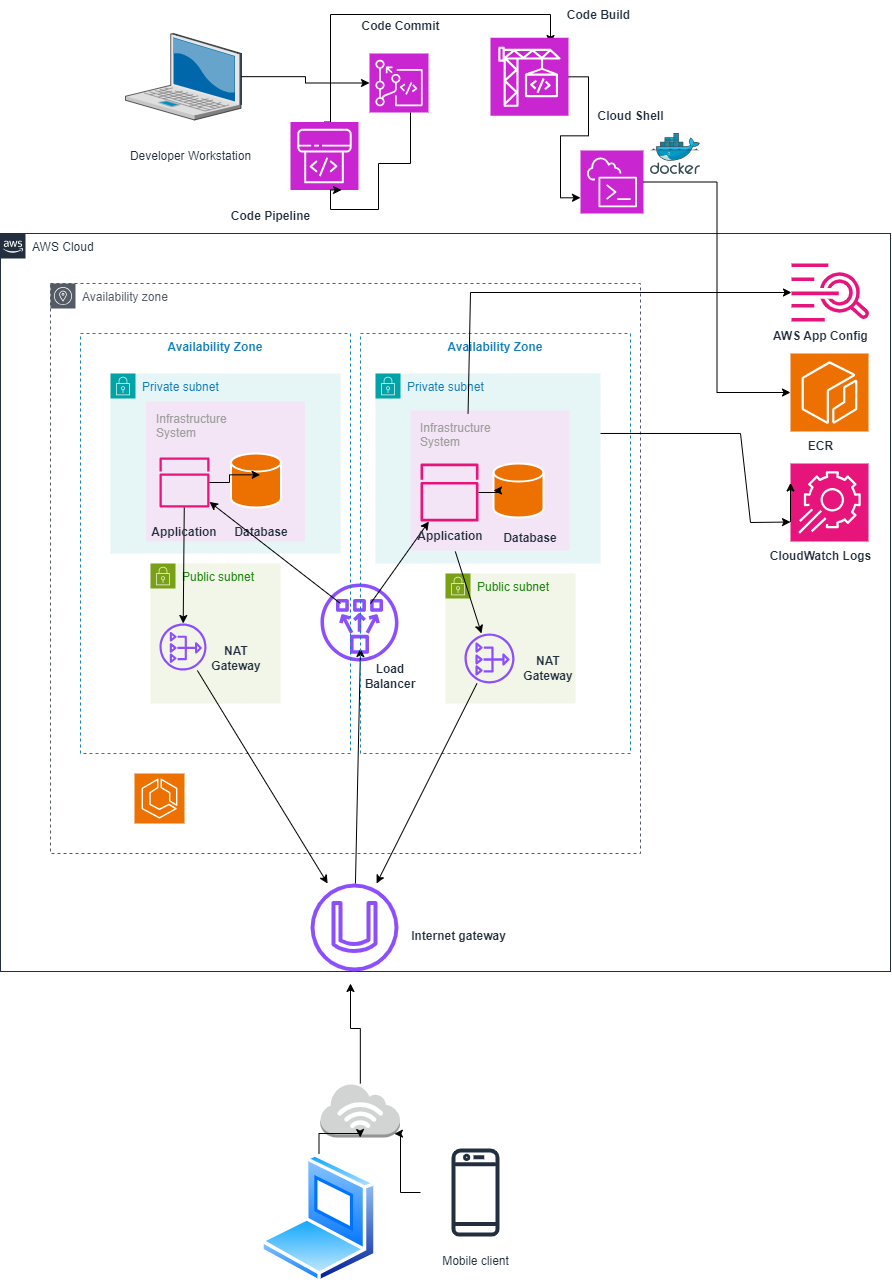 Code Commit
Code Build
Cloud Shell
docker
Developer Workstation
Code Pipeline
aws
AWS Cloud
Availability zone
Availability Zone
Availability Zone
AWS App Config
Private subnet
Private subnet
Infrastructure
System
Infrastructure
System
ECR
Application
Database
Application
Database
CloudWatch Logs
Public subnet
Public subnet
NAT
Gateway
Load
Balancer
NAT
Gateway
Internet gateway
Mobile client